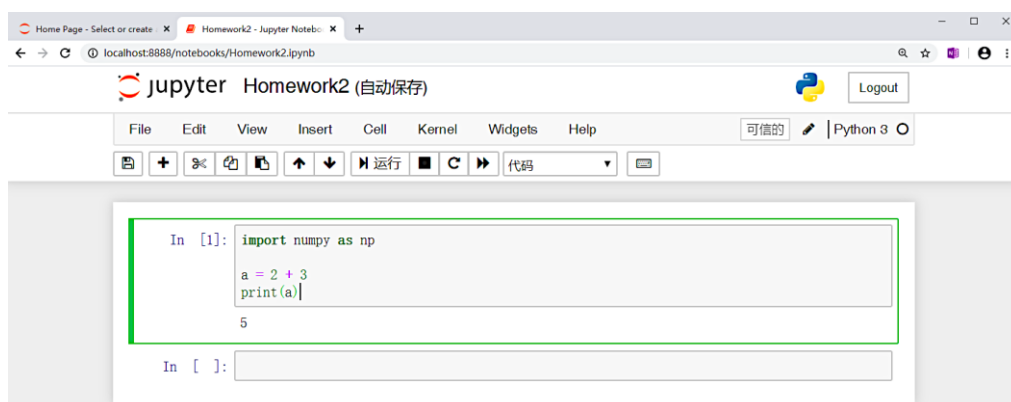 Home Page - Select or create
Homework2 - Jupyter Notebo
localhost:8888/notebooks/Homework2.ipynb
jupyter Homework2 (自动保存)
Logout
File Edit View Insert Cell Kernel Widgets Help 可信的 Python 3
运行 代码
In [1]: import numpy as np
a = 2 + 3
print(a)
5
In [ ]: